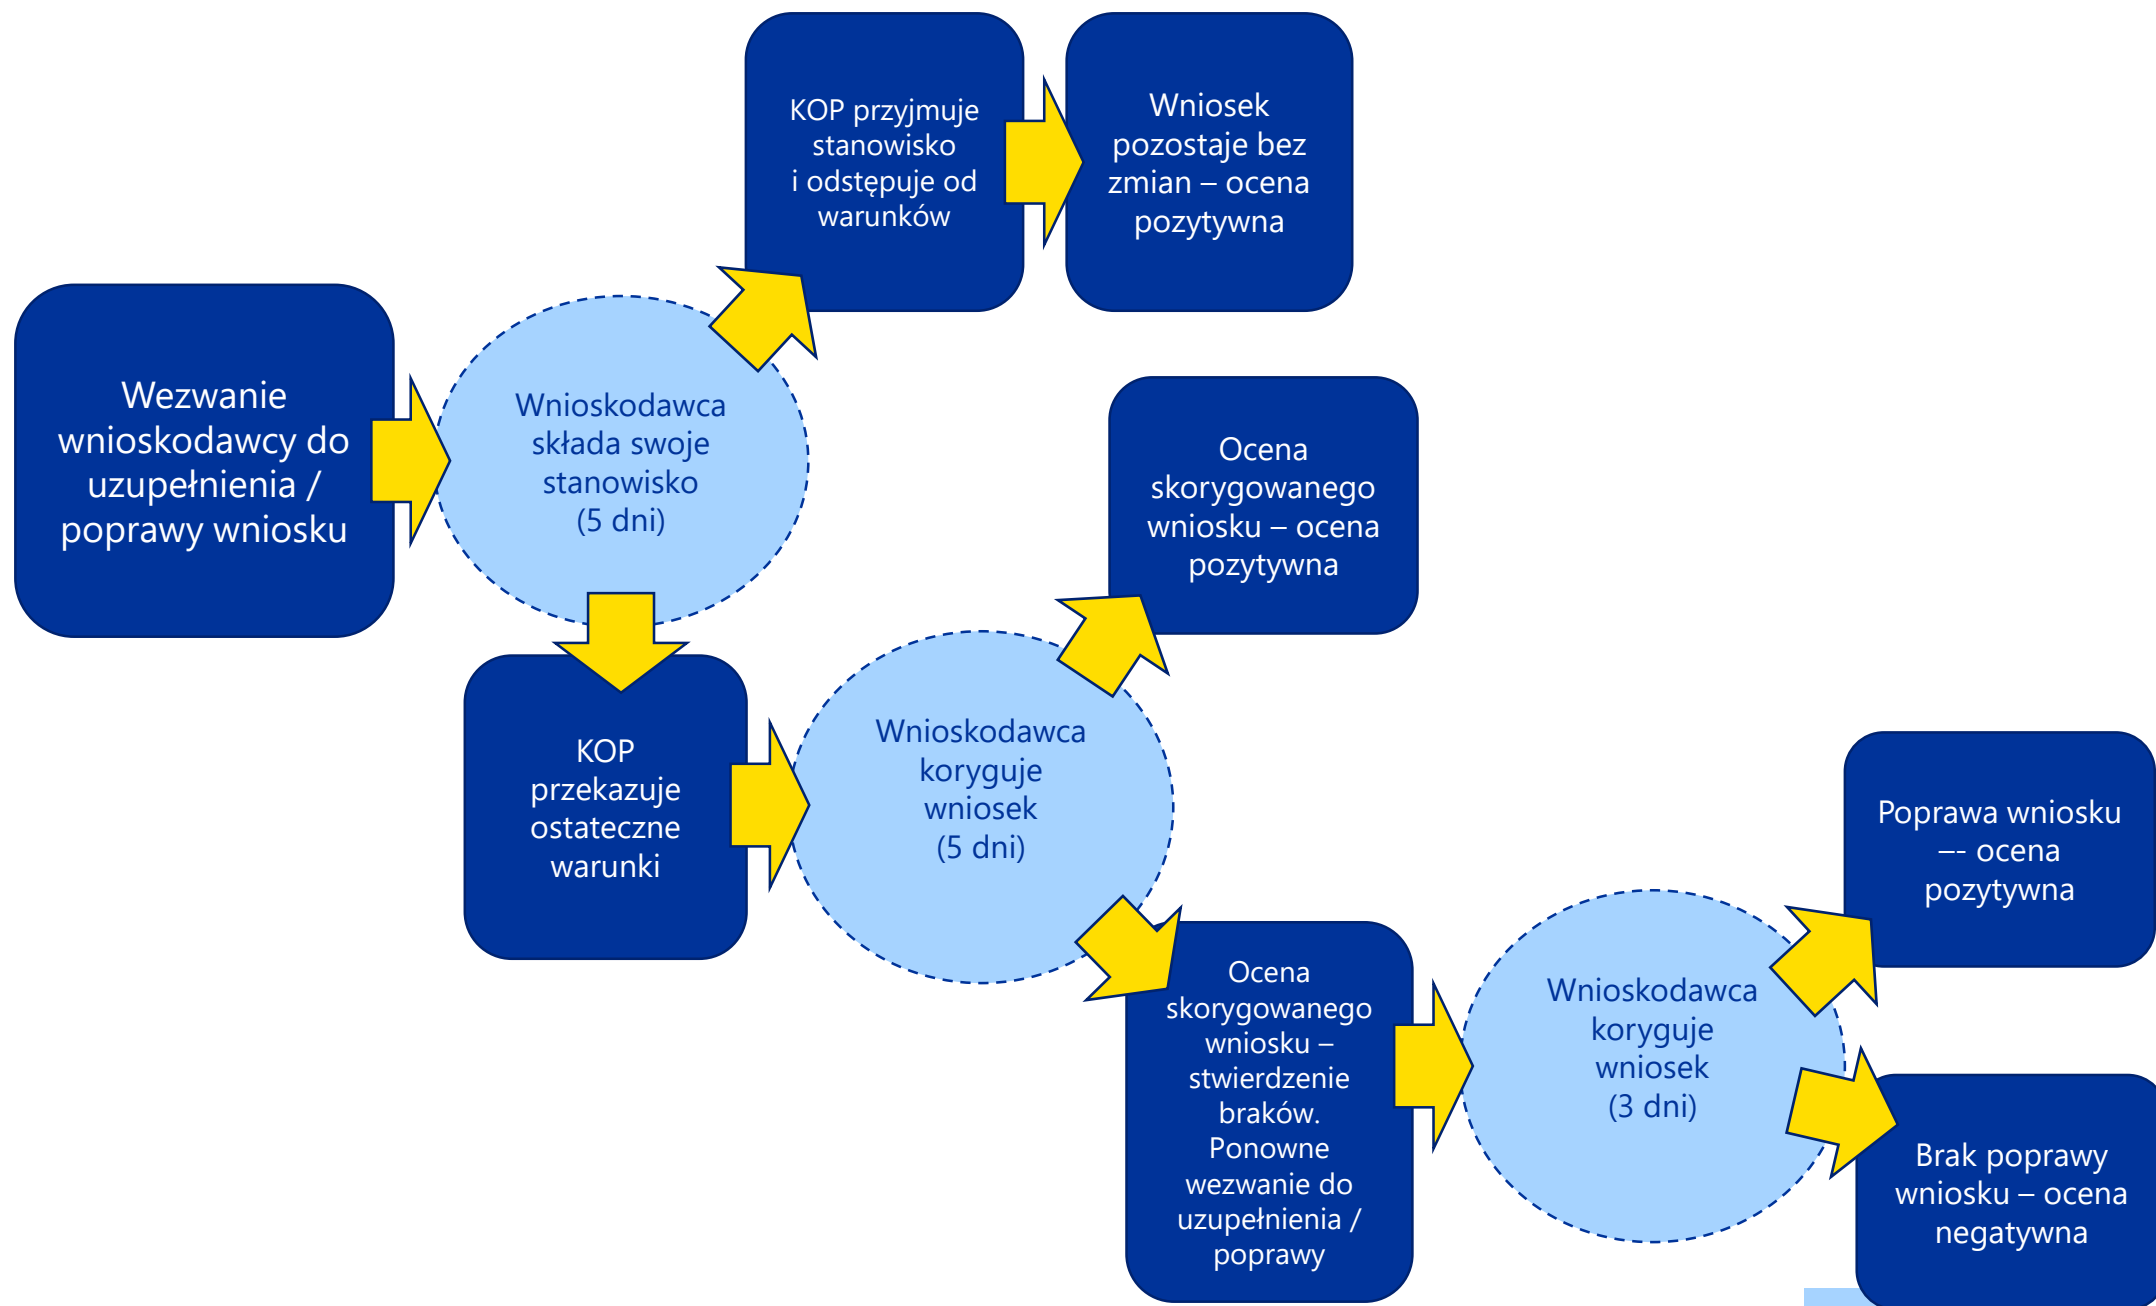 KOP przyjmuje
stanowisko
i odstępuje od
warunków
Wniosek
pozostaje bez
zmian – ocena
pozytywna
Wezwanie
wnioskodawcy do
uzupełnienia /
poprawy wniosku
Wnioskodawca
składa swoje
stanowisko
(5 dni)
Ocena
skorygowanego
wniosku – ocena
pozytywna
KOP
przekazuje
ostateczne
warunki
Wnioskodawca
koryguje
wniosek
(5 dni)
Ocena
skorygowanego
wniosku –
stwierdzenie
braków.
Ponowne
wezwanie do
uzupełnienia /
poprawy
Wnioskodawca
koryguje
wniosek
(3 dni)
Poprawa wniosku
–- ocena
pozytywna
Brak poprawy
wniosku – ocena
negatywna